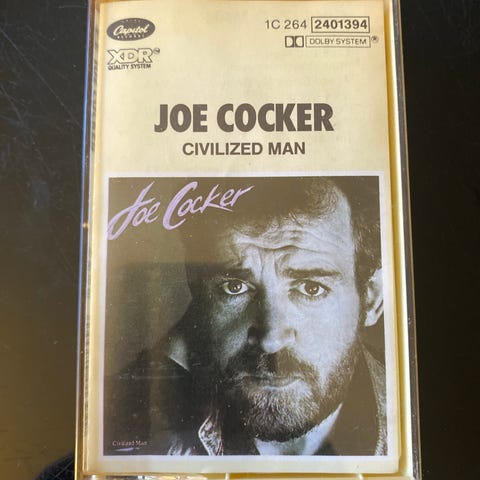 Capitol
1C 264 2401394
XDR
QUALITY SYSTEM
DOLBY SYSTEM ®
JOE COCKER
CIVILIZED MAN
Joe Cocker
Civilized Man